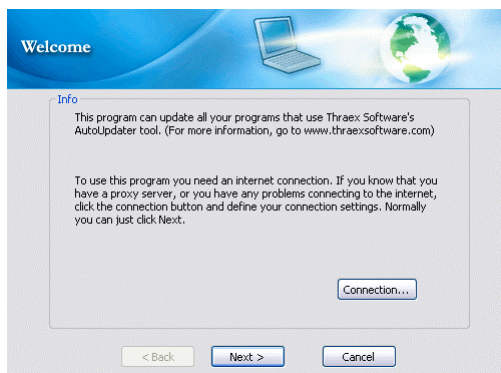 Welcome
Info
This program can update all your programs that use Thraex Software's
AutoUpdater tool. (For more information, go to www.thraexsoftware.com)
To use this program you need an internet connection. If you know that you
have a proxy server, or you have any problems connecting to the internet,
click the connection button and define your connection settings. Normally
you can just click Next.
Connection...
< Back
Next >
Cancel